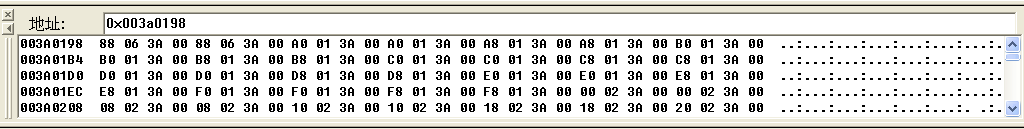 地址: 0x003a0198
003A0198 88 06 3A 00 88 06 3A 00 A0 01 3A 00 A0 01 3A 00 A8 01 3A 00 A8 01 3A 00 B0 01 3A 00 ..:...:...:...:...:...:...:.
003A01B4 B0 01 3A 00 B8 01 3A 00 B8 01 3A 00 C0 01 3A 00 C0 01 3A 00 C8 01 3A 00 C8 01 3A 00 ..:...:...:...:...:...:...:.
003A01D0 D0 01 3A 00 D0 01 3A 00 D8 01 3A 00 D8 01 3A 00 E0 01 3A 00 E0 01 3A 00 E8 01 3A 00 ..:...:...:...:...:...:...:.
003A01EC E8 01 3A 00 F0 01 3A 00 F0 01 3A 00 F8 01 3A 00 F8 01 3A 00 00 02 3A 00 00 02 3A 00 ..:...:...:...:...:...:...:.
003A0208 08 02 3A 00 08 02 3A 00 10 02 3A 00 10 02 3A 00 18 02 3A 00 18 02 3A 00 20 02 3A 00 ..:...:...:...:...:...:.. .:.